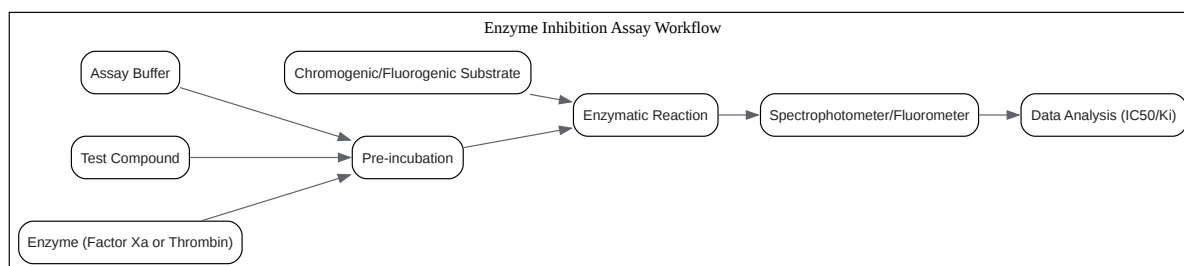 Enzyme Inhibition Assay Workflow
Assay Buffer
Chromogenic/Fluorogenic Substrate
Enzymatic Reaction
Spectrophotometer/Fluorometer
Data Analysis (IC50/Ki)
Test Compound
Pre-incubation
Enzyme (Factor Xa or Thrombin)